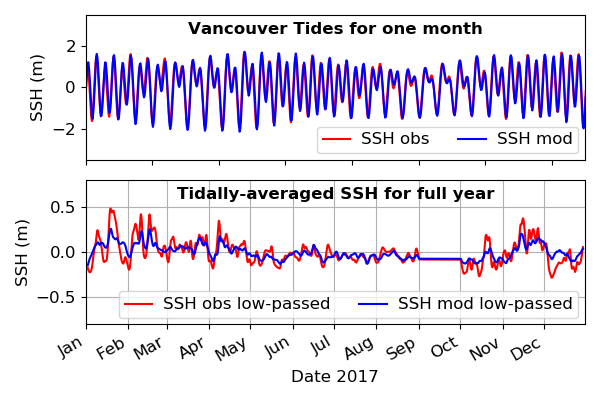 Vancouver Tides for one month
2
0
−2
SSH (m)
SSH obs SSH mod
Tidally-averaged SSH for full year
0.5
0.0
−0.5
SSH (m)
SSH obs low-passed SSH mod low-passed
Jan Feb Mar Apr May Jun Jul Aug Sep Oct Nov Dec
Date 2017